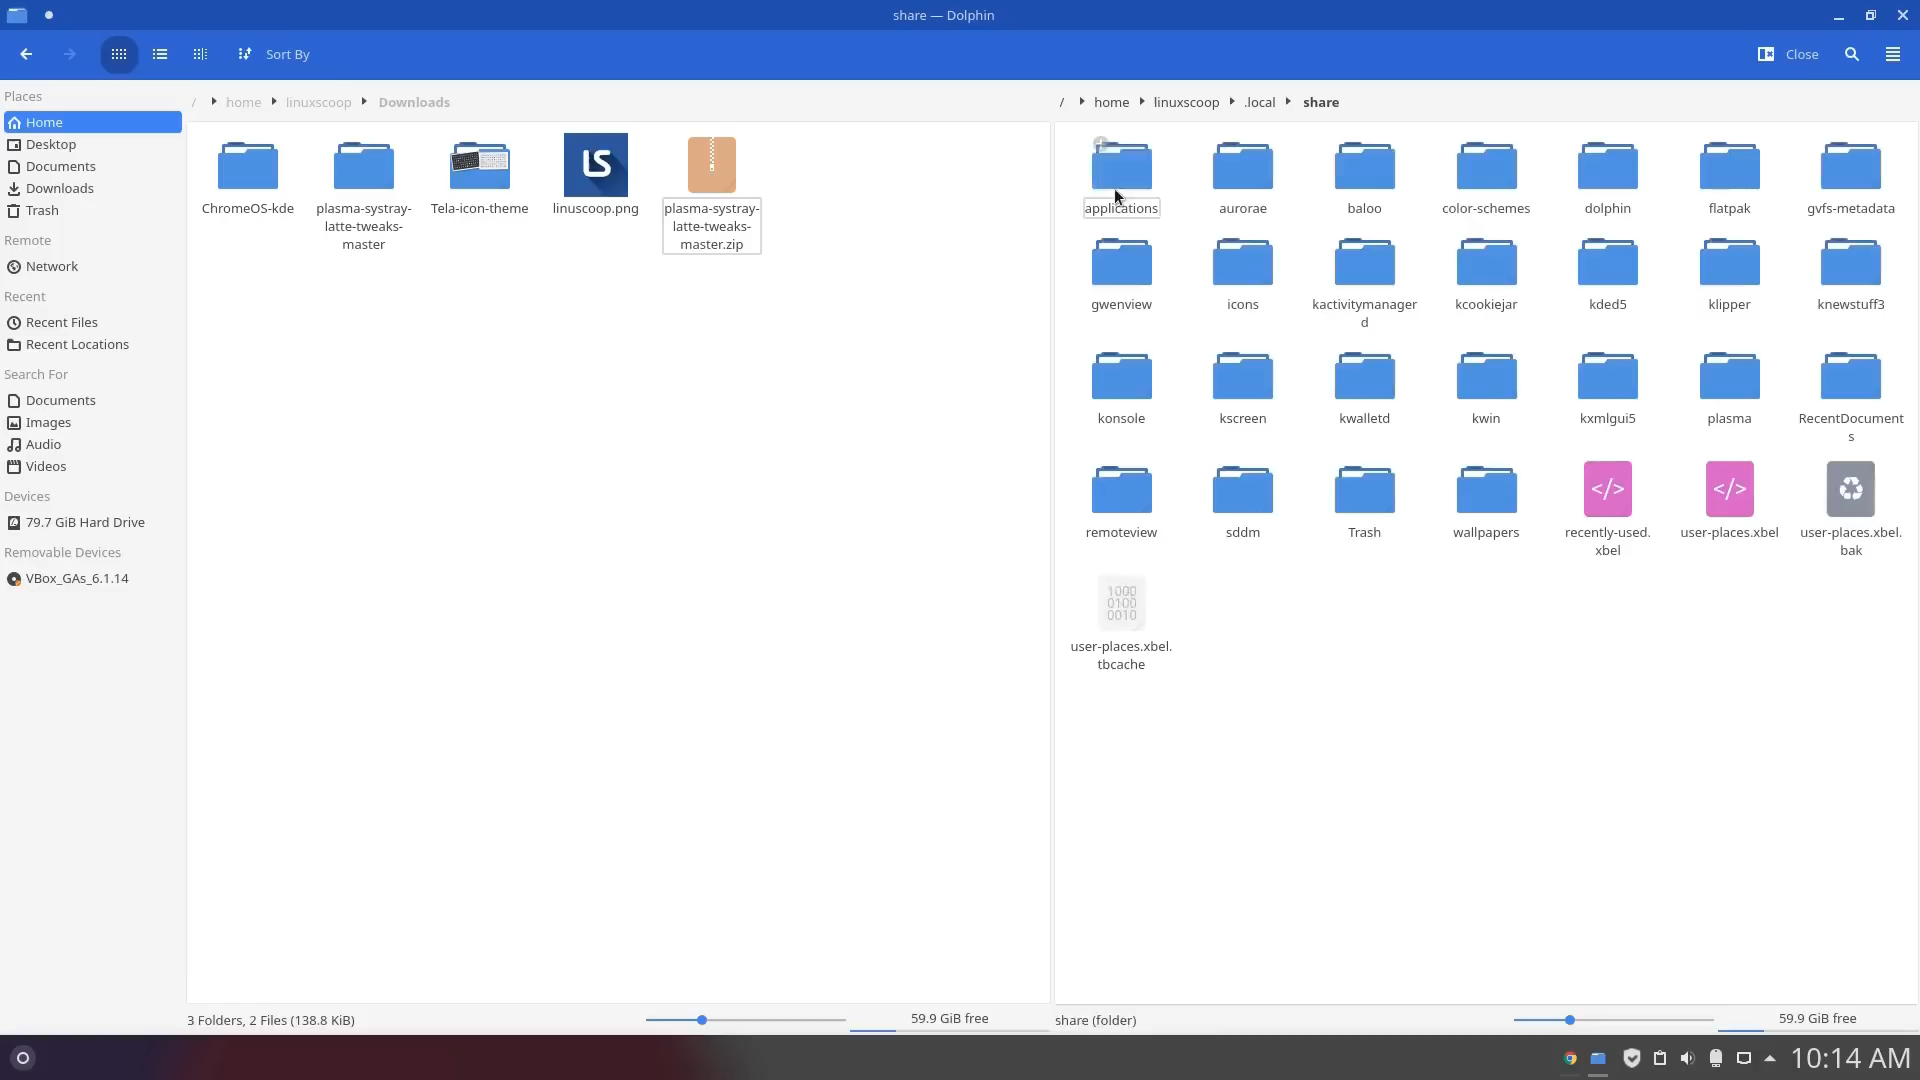 share — Dolphin
Sort By
Close
Places
Home
Desktop
Documents
Downloads
Trash
Remote
Network
Recent
Recent Files
Recent Locations
Search For
Documents
Images
Audio
Videos
Devices
79.7 GiB Hard Drive
Removable Devices
VBox_GAs_6.1.14
/ home linuxscoop Downloads
ChromeOS-kde
plasma-systray-
latte-tweaks-
master
Tela-icon-theme
LS
linuscoop.png
plasma-systray-
latte-tweaks-
master.zip
3 Folders, 2 Files (138.8 KiB)
59.9 GiB free
/ home linuxscoop .local share
applications
aurorae
baloo
color-schemes
dolphin
flatpak
gvfs-metadata
gwenview
icons
kactivitymanager
d
kcookiejar
kded5
klipper
knewstuff3
konsole
kscreen
kwalletd
kwin
kxmlgui5
plasma
RecentDocument
s
remoteview
sddm
Trash
wallpapers
</>
recently-used.
xbel
</>
user-places.xbel
user-places.xbel.
bak
1000
0100
0010
user-places.xbel.
tbcache
share (folder)
59.9 GiB free
10:14 AM